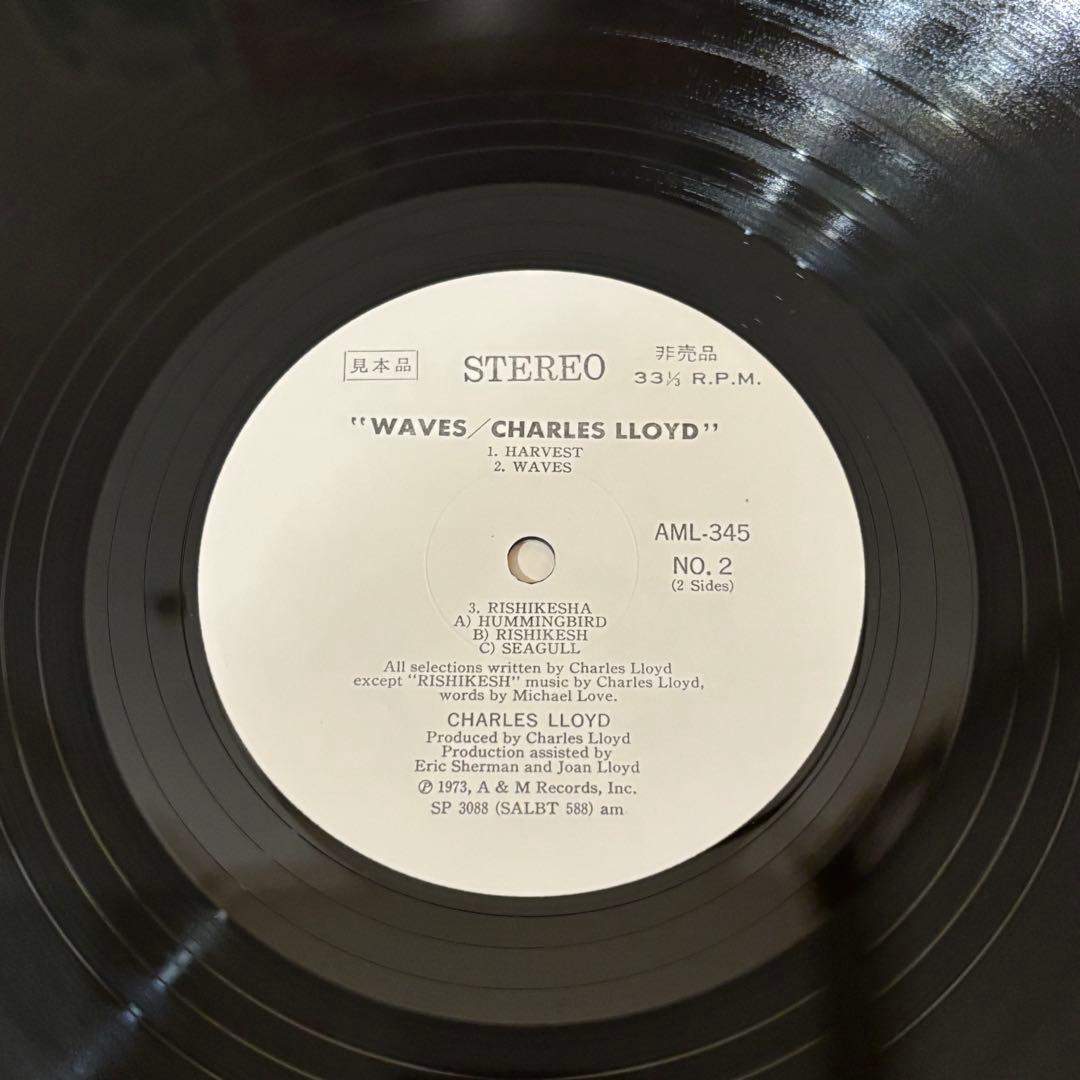 見本品
STEREO
非売品
33⅓ R.P.M.
"WAVES/CHARLES LLOYD"
1. HARVEST
2. WAVES
AML-345
NO. 2
(2 Sides)
3. RISHIKESHA
A) HUMMINGBIRD
B) RISHIKESH
C) SEAGULL
All selections written by Charles Lloyd
except "RISHIKESH" music by Charles Lloyd,
words by Michael Love.
CHARLES LLOYD
Produced by Charles Lloyd
Production assisted by
Eric Sherman and Joan Lloyd
℗ 1973, A & M Records, Inc.
SP 3088 (SALBT 588) am